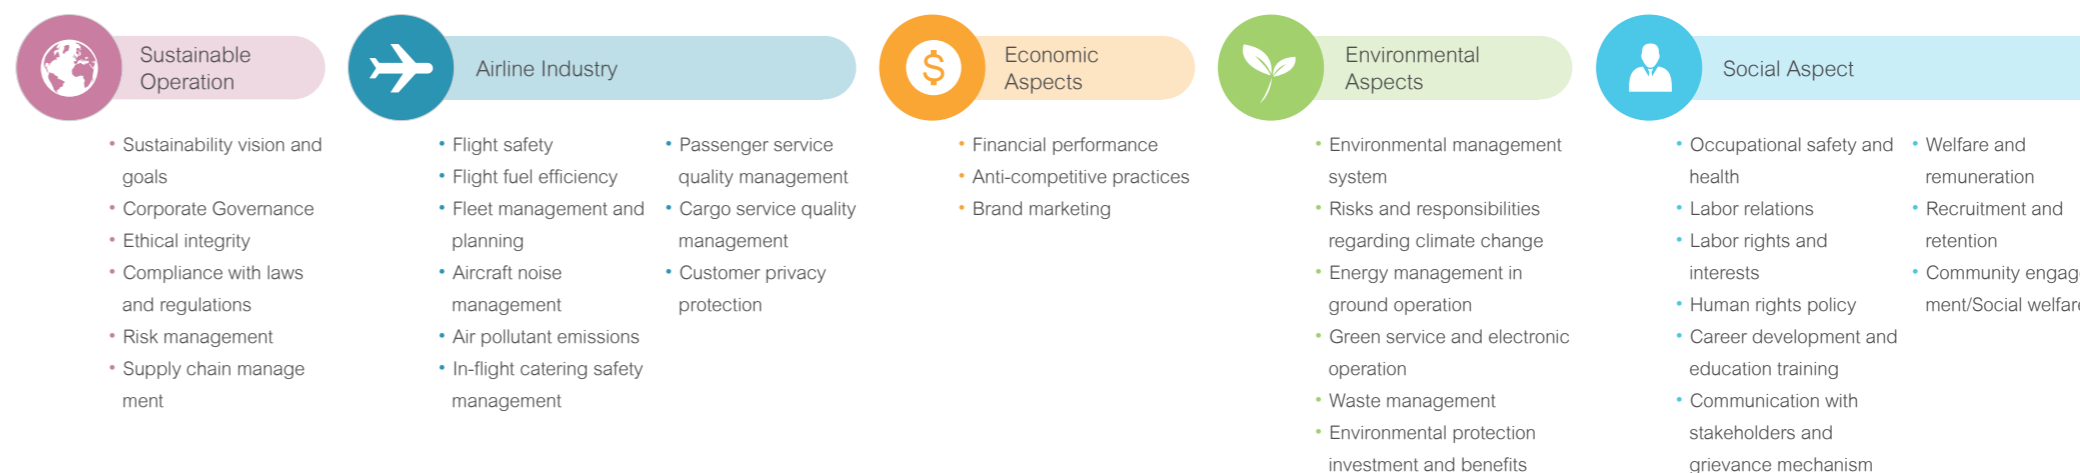 Sustainable
Operation
• Sustainability vision and
goals
• Corporate Governance
• Ethical integrity
• Compliance with laws
and regulations
• Risk management
• Supply chain manage
ment
Airline Industry
• Flight safety
• Flight fuel efficiency
• Fleet management and
planning
• Aircraft noise
management
• Air pollutant emissions
• In-flight catering safety
management
• Passenger service
quality management
• Cargo service quality
management
• Customer privacy
protection
$
Economic
Aspects
• Financial performance
• Anti-competitive practices
• Brand marketing
Environmental
Aspects
• Environmental management
system
• Risks and responsibilities
regarding climate change
• Energy management in
ground operation
• Green service and electronic
operation
• Waste management
• Environmental protection
investment and benefits
Social Aspect
• Occupational safety and
health
• Labor relations
• Labor rights and
interests
• Human rights policy
• Career development and
education training
• Communication with
stakeholders and
grievance mechanism
• Welfare and
remuneration
• Recruitment and
retention
• Community engage
ment/Social welfare